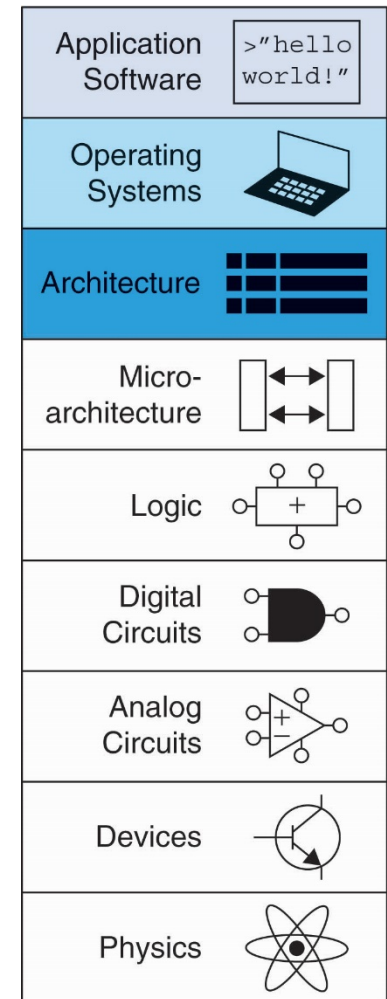 Application
Software
>"hello
world!"
Operating
Systems
Architecture
Micro-
architecture
Logic
+
Digital
Circuits
Analog
Circuits
+
−
Devices
Physics